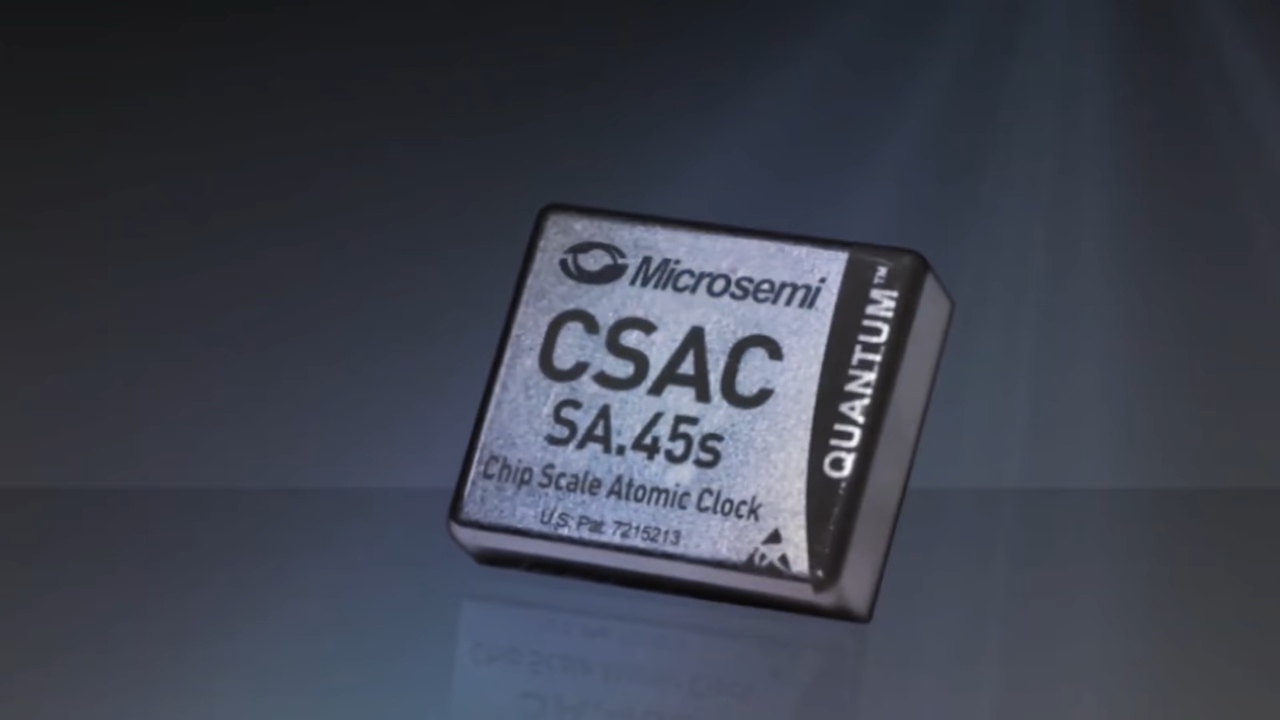 Microsemi
CSAC
SA.45s
Chip Scale Atomic Clock
U.S. Pat. 7215213
QUANTUM™